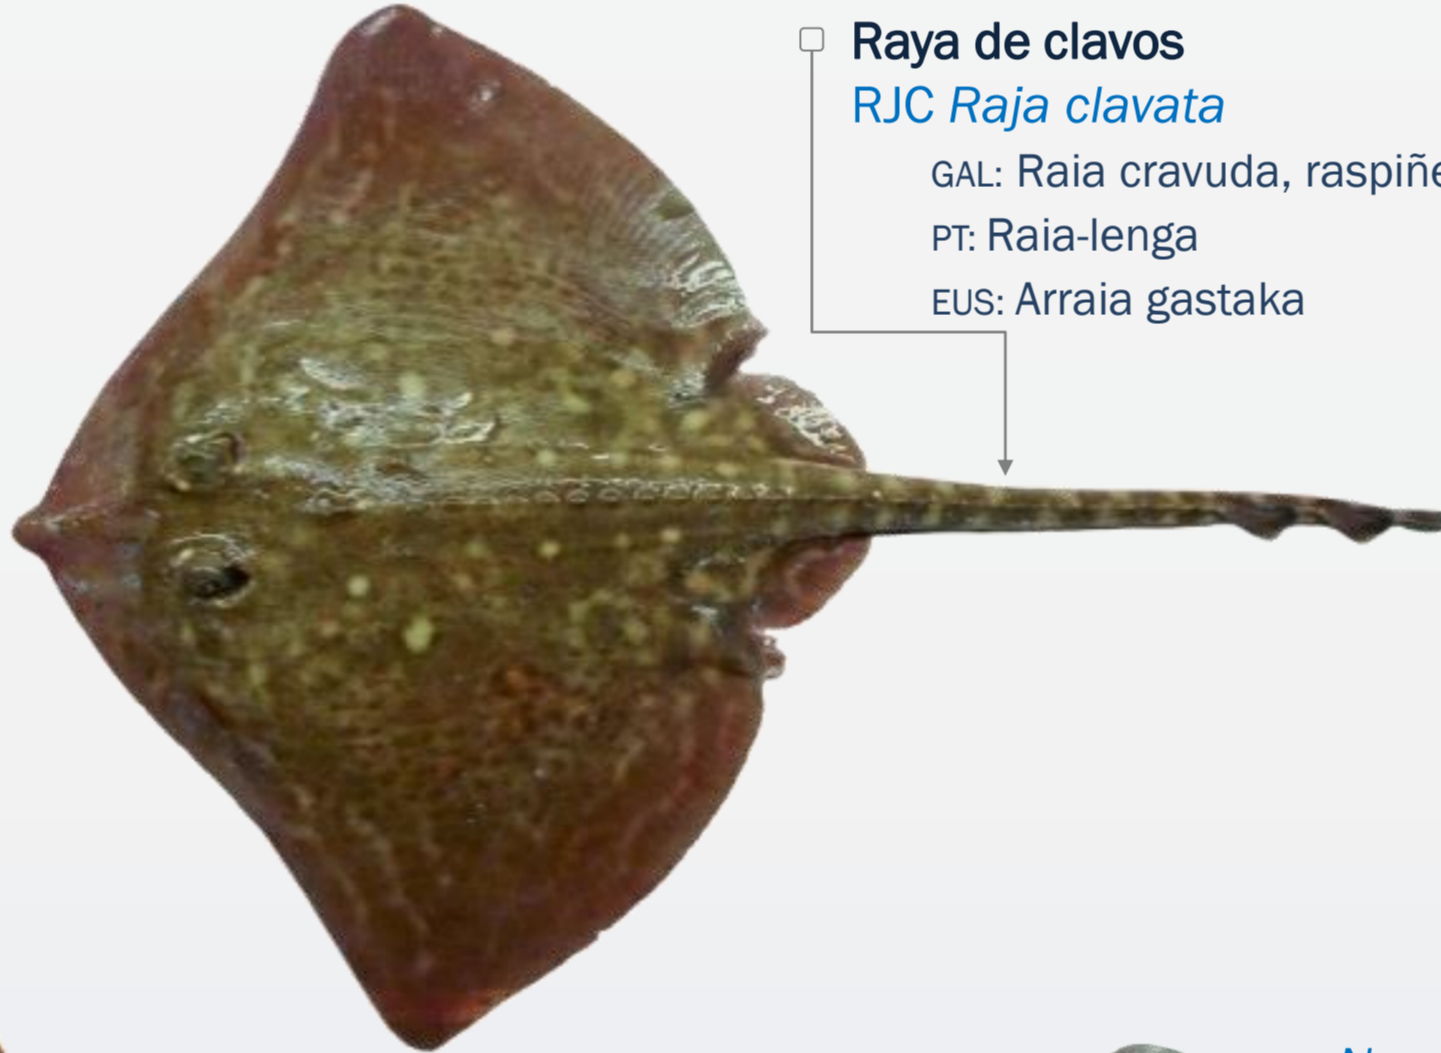 Raya de clavos
RJC Raja clavata
GAL: Raia cravuda,
PT: Raia-lenga
EUS: Arraia gastaka